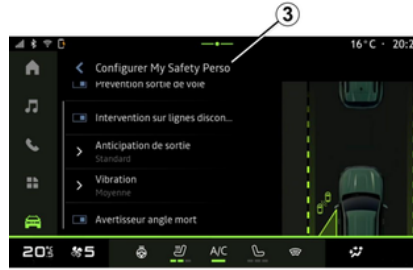 3
16°C · 20:2
Configurer My Safety Perso
Prévention sortie de voie
Intervention sur lignes discon...
Anticipation de sortie
Standard
Vibration
Moyenne
Avertisseur angle mort
20.5 5 A/C